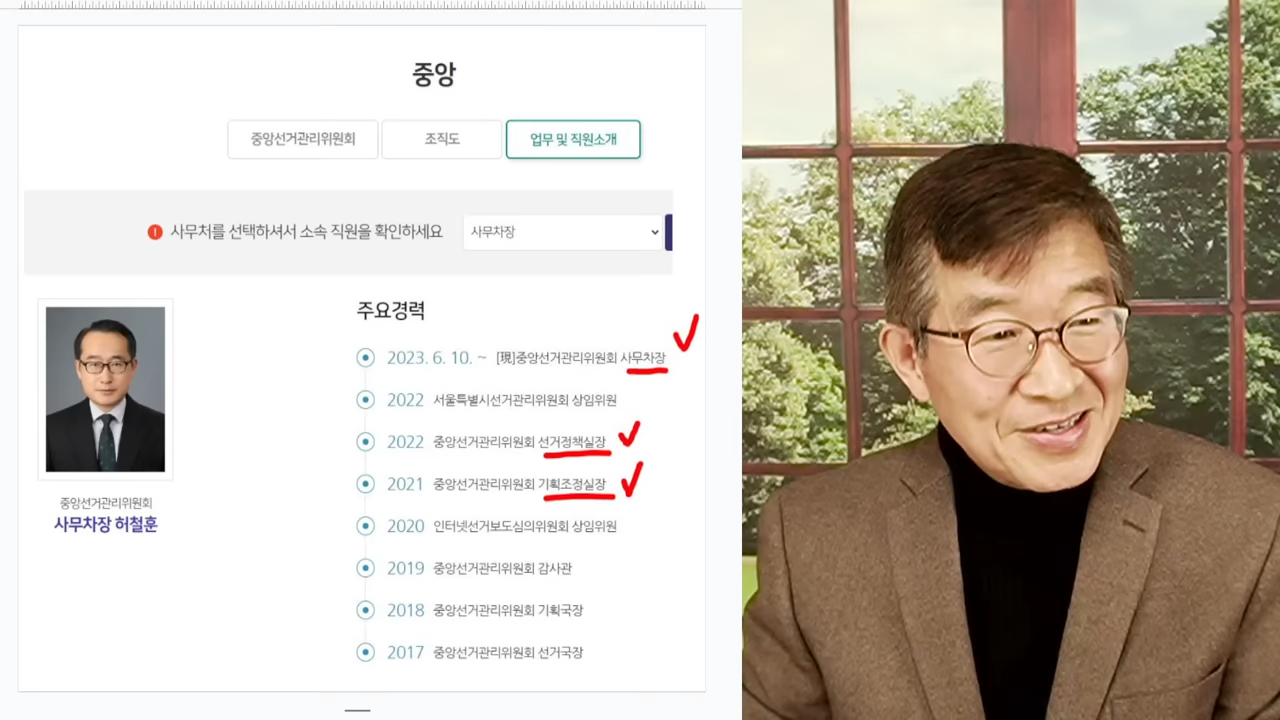 중앙
중앙선거관리위원회 조직도 업무 및 직원소개
! 사무처를 선택하셔서 소속 직원을 확인하세요 사무차장
주요경력
2023. 6. 10. ~ [現]중앙선거관리위원회 사무차장
2022 서울특별시선거관리위원회 상임위원
2022 중앙선거관리위원회 선거정책실장
2021 중앙선거관리위원회 기획조정실장
2020 인터넷선거보도심의위원회 상임위원
2019 중앙선거관리위원회 감사관
2018 중앙선거관리위원회 기획국장
2017 중앙선거관리위원회 선거국장
중앙선거관리위원회
사무차장 허철훈